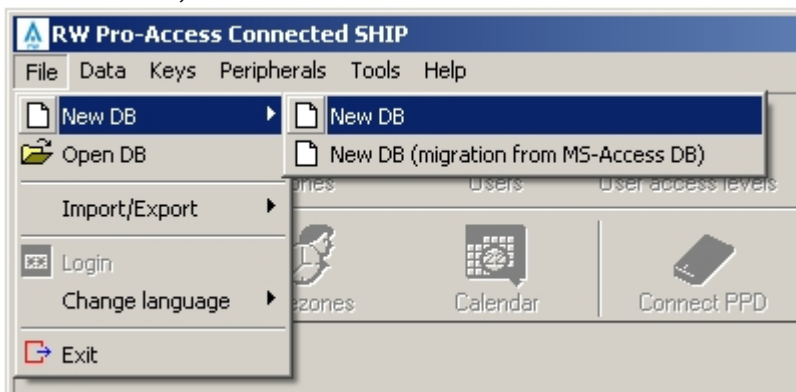 RW Pro-Access Connected SHIP
File Data Keys Peripherals Tools Help
New DB
New DB
Open DB
New DB (migration from MS-Access DB)
Users
User access levels
Import/Export
Login
Change language
Calendar
Connect PPD
Exit